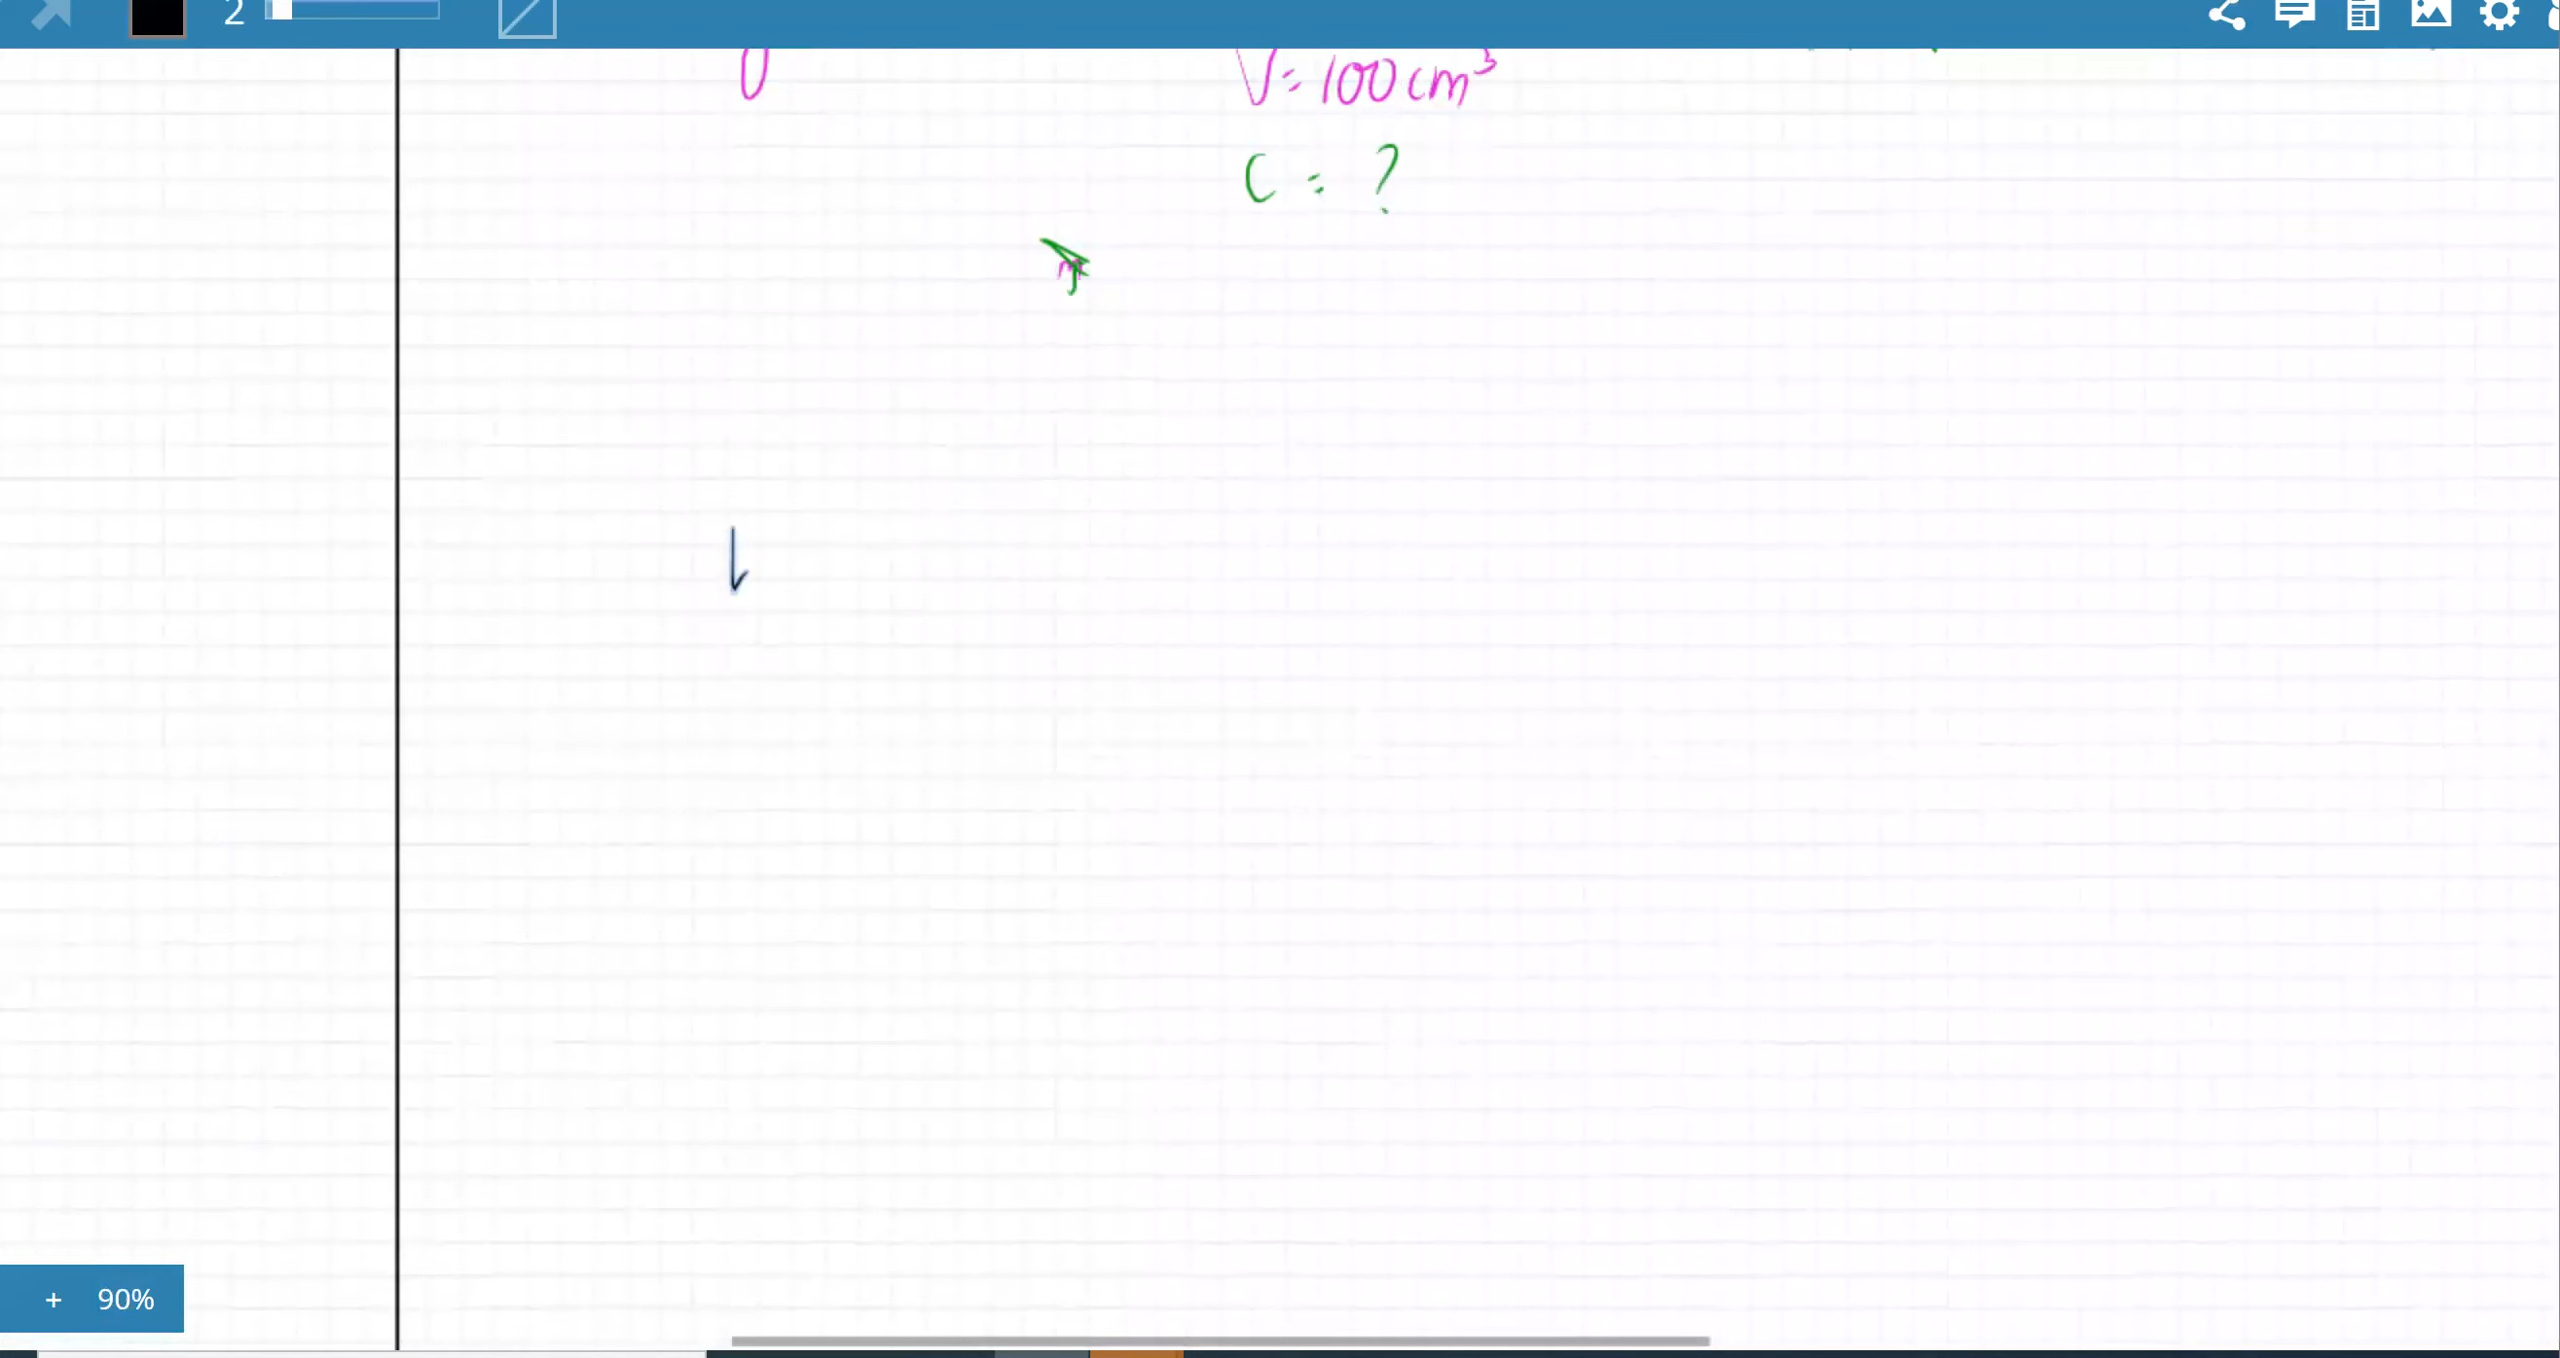 2
V = 100 cm³
C = ?
+ 90%